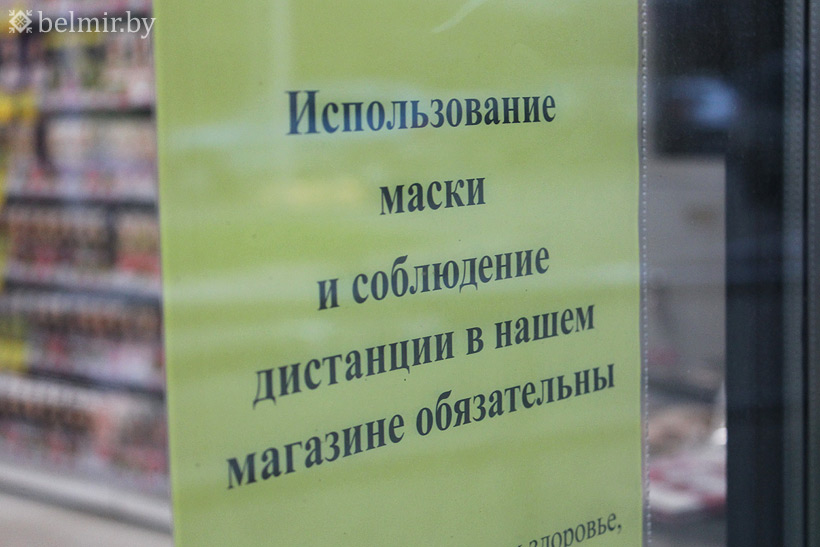 belmir.by
Использование
маски
и соблюдение
дистанции в нашем
магазине обязательны
здоровье,